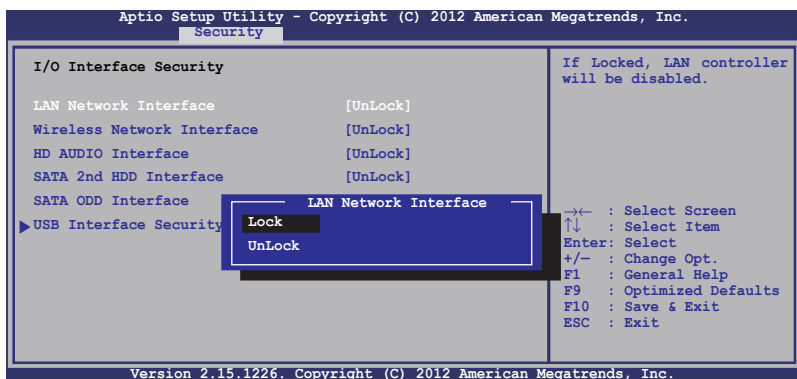 Aptio Setup Utility - Copyright (C) 2012 American Megatrends, Inc.
Security
I/O Interface Security
LAN Network Interface [UnLock]
Wireless Network Interface [UnLock]
HD AUDIO Interface [UnLock]
SATA 2nd HDD Interface [UnLock]
SATA ODD Interface
USB Interface Security
LAN Network Interface
Lock
UnLock
If Locked, LAN controller
will be disabled.
→← : Select Screen
↑↓ : Select Item
Enter: Select
+/— : Change Opt.
F1 : General Help
F9 : Optimized Defaults
F10 : Save & Exit
ESC : Exit
Version 2.15.1226. Copyright (C) 2012 American Megatrends, Inc.